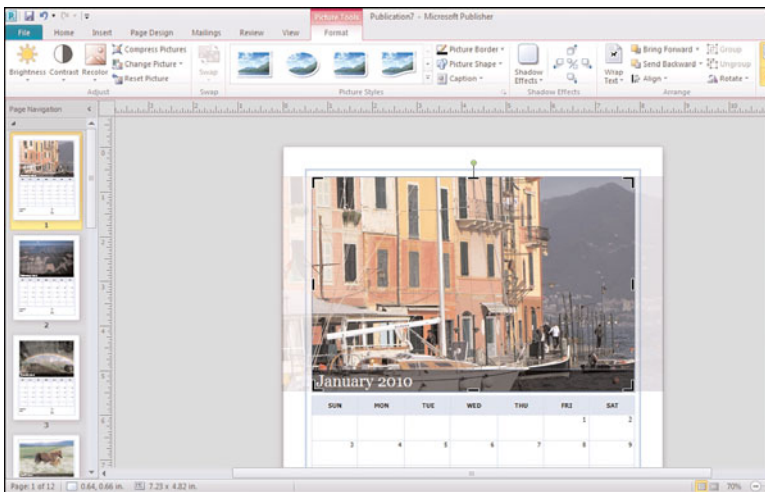 Picture Tools Publication7 - Microsoft Publisher
File Home Insert Page Design Mailings Review View Format
Brightness Contrast Recolor
Compress Pictures
Change Picture
Reset Picture
Adjust
Swap
Swap
Picture Border
Picture Shape
Caption
Picture Styles
Shadow
Effects
Shadow Effects
Wrap
Text
Bring Forward
Send Backward
Align
Group
Ungroup
Rotate
Arrange
Page Navigation
1
2
3
January 2010
SUN MON TUE WED THU FRI SAT
1 2
3 4 5 6 7 8 9
Page: 1 of 12 0.64, 0.66 in. 7.23 x 4.82 in. 70%